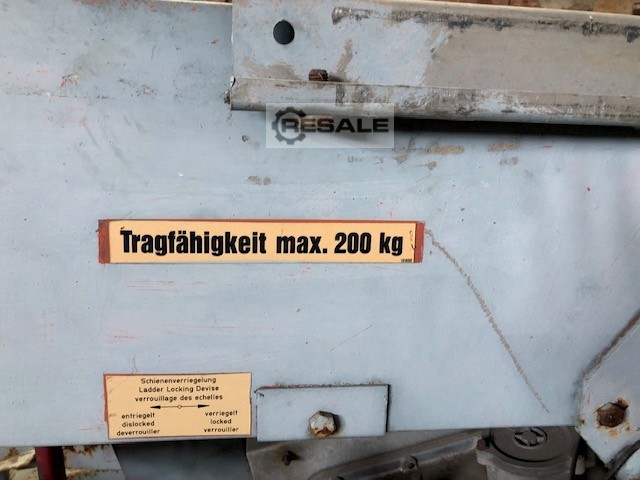 RESALE
Tragfähigkeit max. 200 kg
Schienenverriegelung
Ladder Locking Devise
verrouillage des echelles
entriegelt verriegelt
dislocked locked
deverrouiller verrouiller